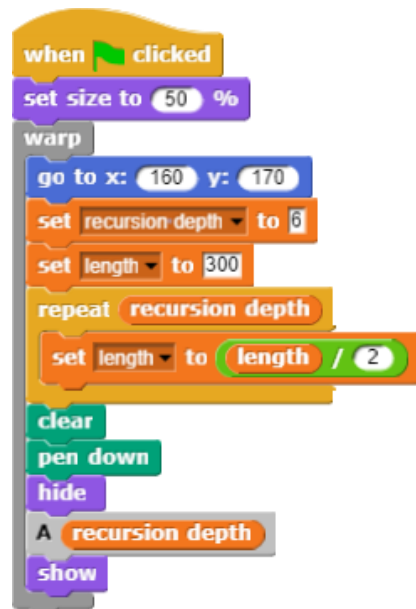 when clicked
set size to 50 %
warp
go to x: 160 y: 170
set recursion depth to 6
set length to 300
repeat recursion depth
set length to length / 2
clear
pen down
hide
A recursion depth
show